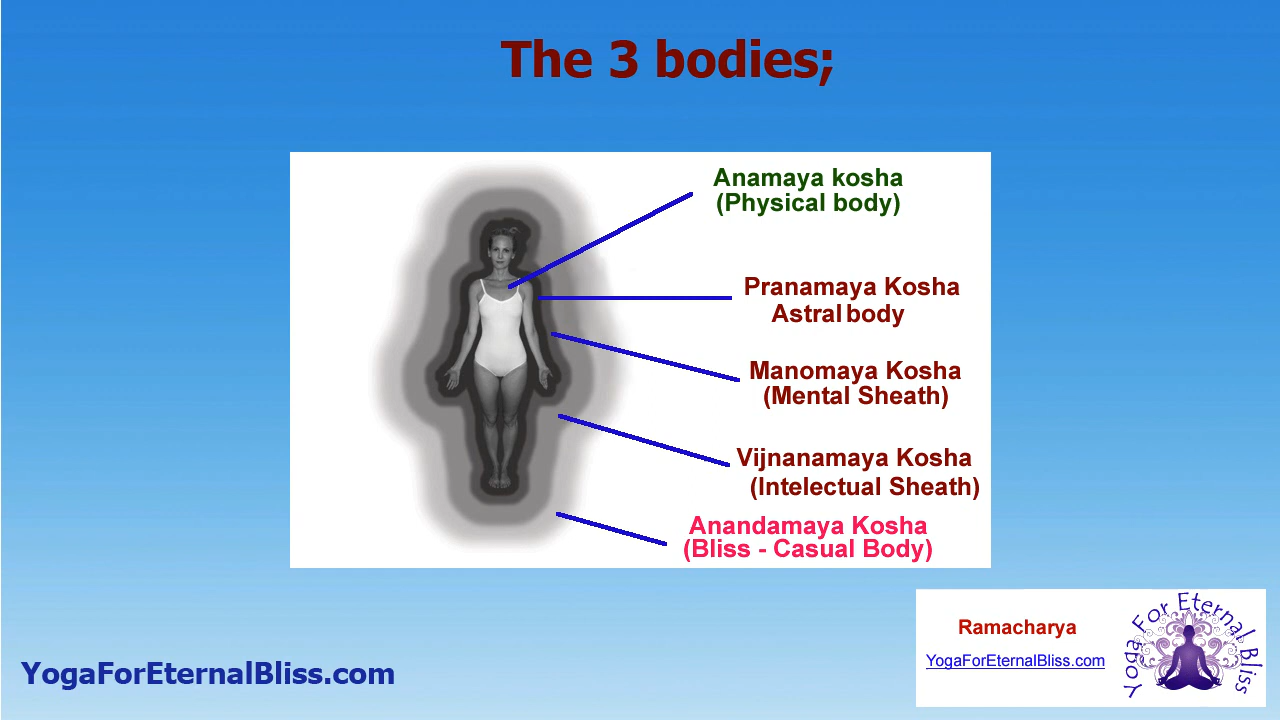 The 3 bodies;
Anamaya kosha
(Physical body)
Pranamaya Kosha
Astral body
Manomaya Kosha
(Mental Sheath)
Vijnanamaya Kosha
(Intelectual Sheath)
Anandamaya Kosha
(Bliss - Casual Body)
YogaForEternalBliss.com
Ramacharya
YogaForEternalBliss.com
Yoga For Eternal Bliss